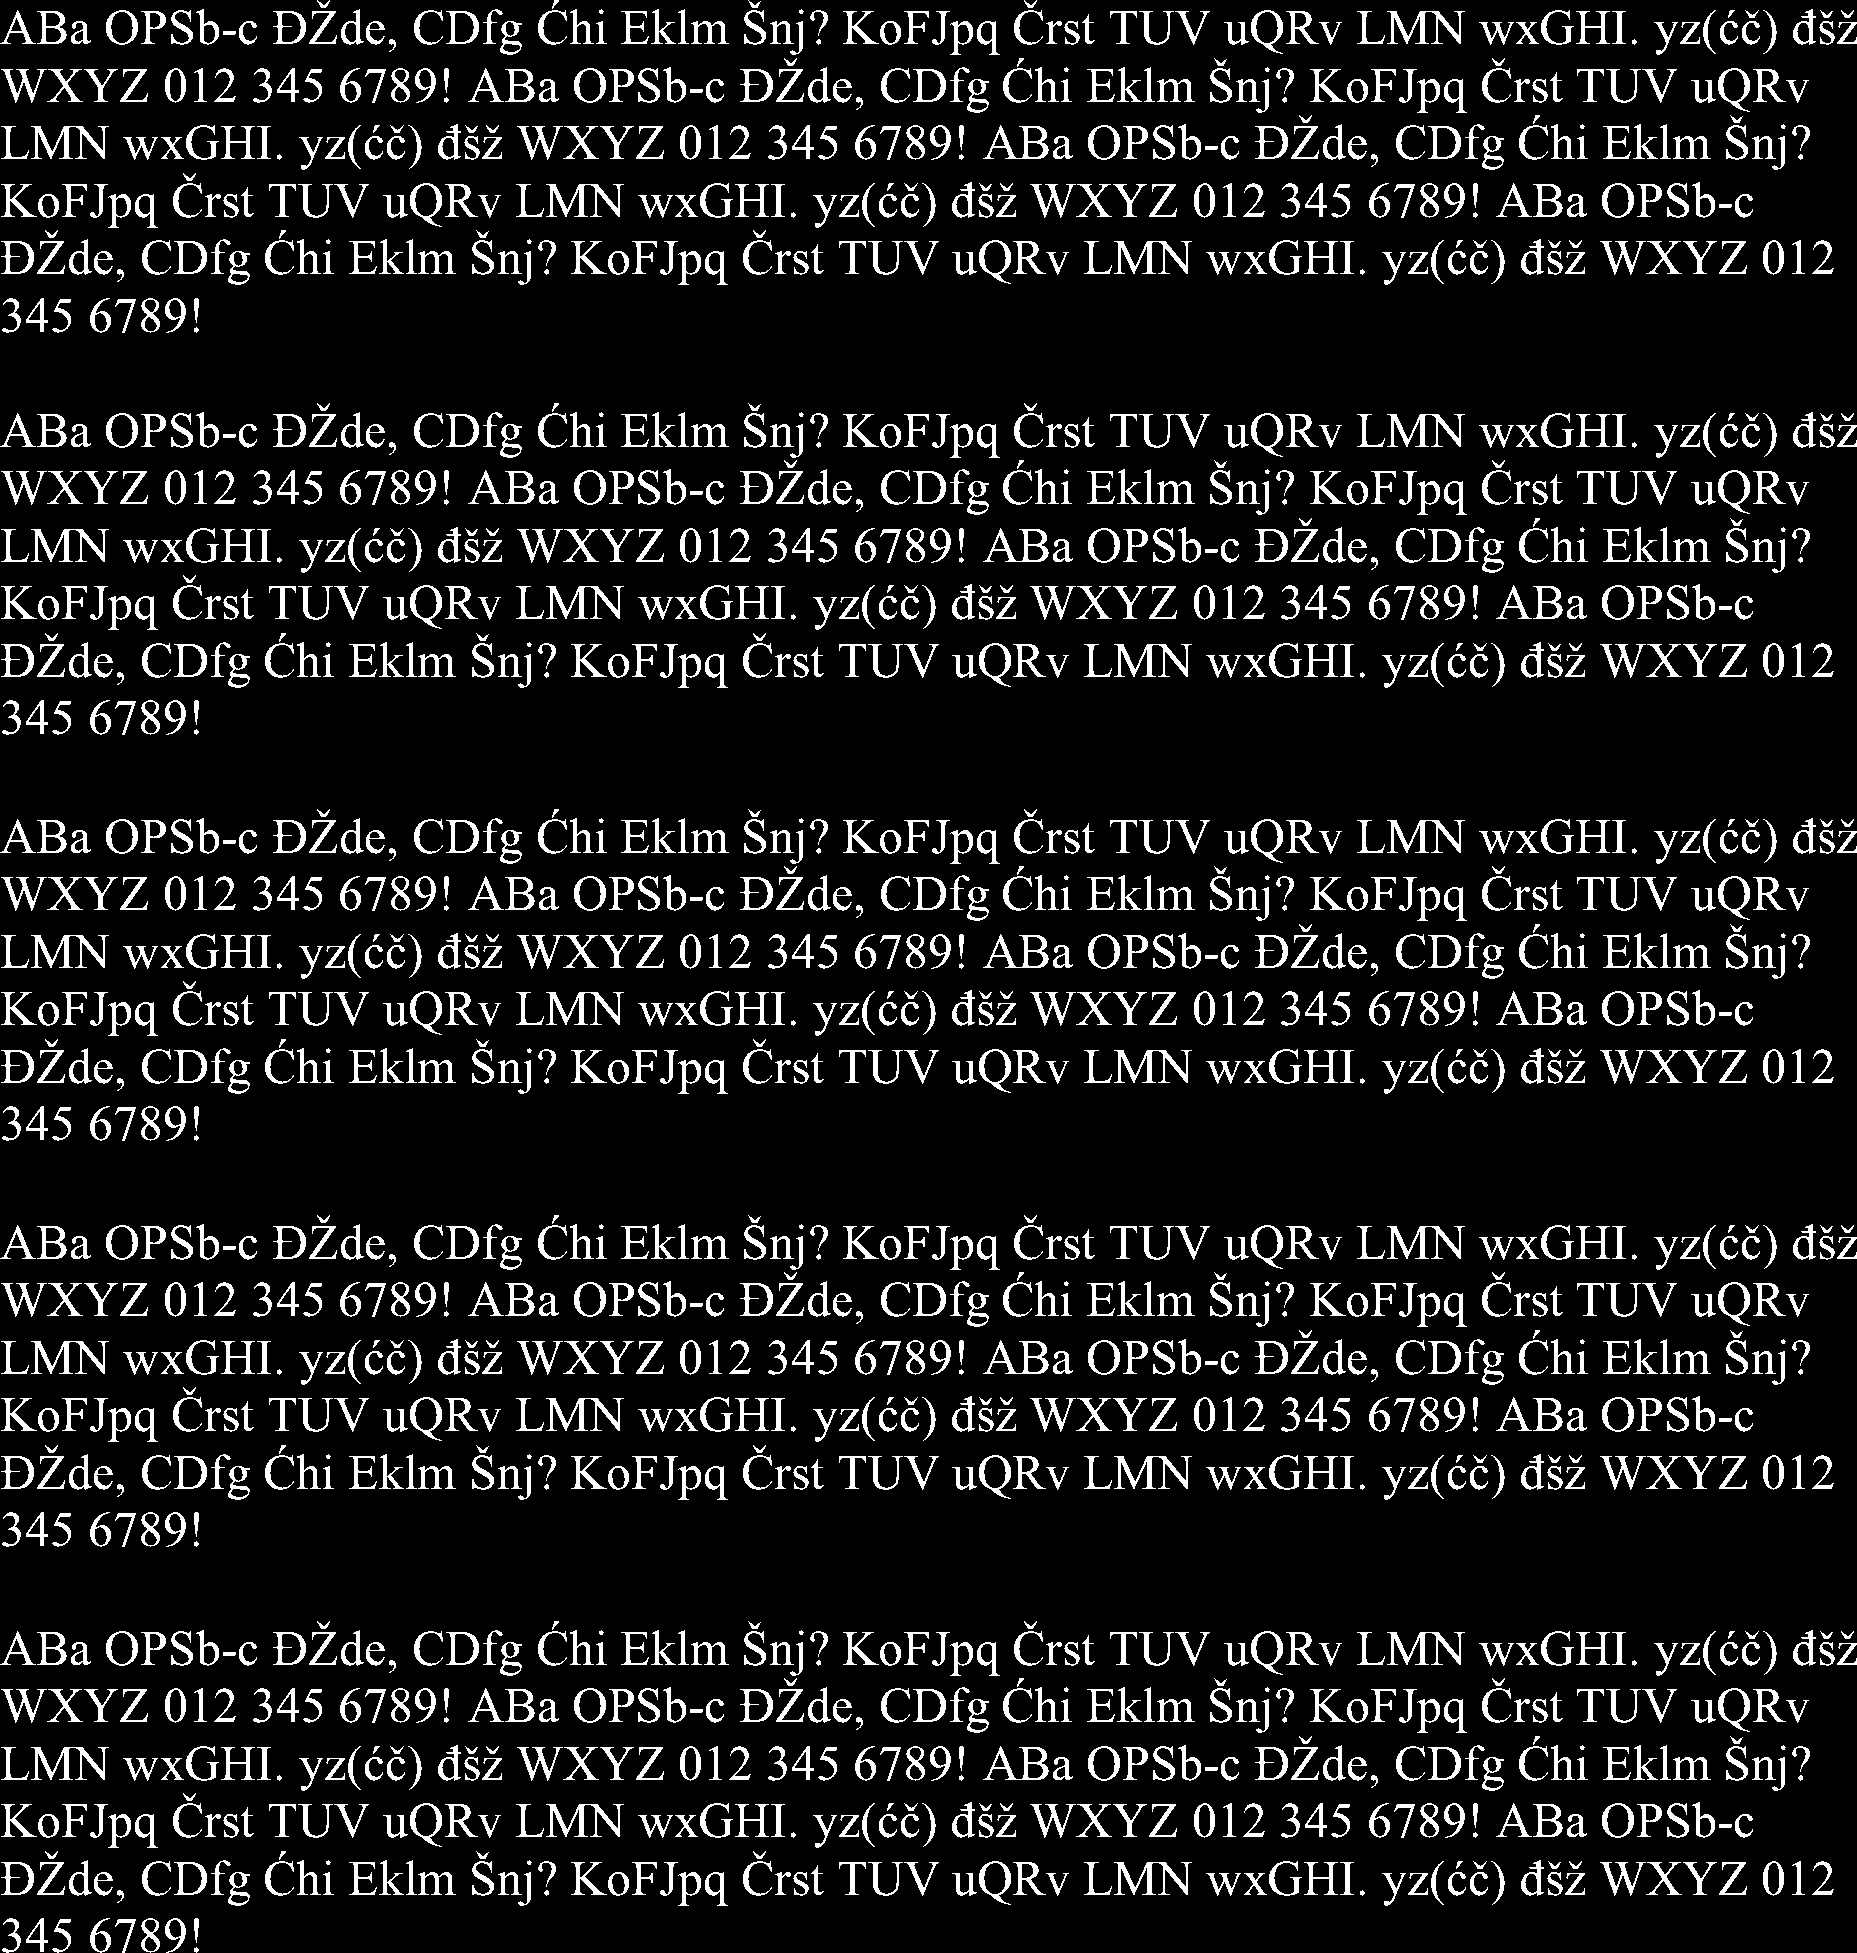 ABa OPSb-c ĐŽde, CDfg Ćhi Eklm Šnj? KoFJpq Črst TUV uQRv LMN wxGHI. yz(ćč) đšž
WXYZ 012 345 6789! ABa OPSb-c ĐŽde, CDfg Ćhi Eklm Šnj? KoFJpq Črst TUV uQRv
LMN wxGHI. yz(ćč) đšž WXYZ 012 345 6789! ABa OPSb-c ĐŽde, CDfg Ćhi Eklm Šnj?
KoFJpq Črst TUV uQRv LMN wxGHI. yz(ćč) đšž WXYZ 012 345 6789! ABa OPSb-c
ĐŽde, CDfg Ćhi Eklm Šnj? KoFJpq Črst TUV uQRv LMN wxGHI. yz(ćč) đšž WXYZ 012
345 6789!

ABa OPSb-c ĐŽde, CDfg Ćhi Eklm Šnj? KoFJpq Črst TUV uQRv LMN wxGHI. yz(ćč) đšž
WXYZ 012 345 6789! ABa OPSb-c ĐŽde, CDfg Ćhi Eklm Šnj? KoFJpq Črst TUV uQRv
LMN wxGHI. yz(ćč) đšž WXYZ 012 345 6789! ABa OPSb-c ĐŽde, CDfg Ćhi Eklm Šnj?
KoFJpq Črst TUV uQRv LMN wxGHI. yz(ćč) đšž WXYZ 012 345 6789! ABa OPSb-c
ĐŽde, CDfg Ćhi Eklm Šnj? KoFJpq Črst TUV uQRv LMN wxGHI. yz(ćč) đšž WXYZ 012
345 6789!

ABa OPSb-c ĐŽde, CDfg Ćhi Eklm Šnj? KoFJpq Črst TUV uQRv LMN wxGHI. yz(ćč) đšž
WXYZ 012 345 6789! ABa OPSb-c ĐŽde, CDfg Ćhi Eklm Šnj? KoFJpq Črst TUV uQRv
LMN wxGHI. yz(ćč) đšž WXYZ 012 345 6789! ABa OPSb-c ĐŽde, CDfg Ćhi Eklm Šnj?
KoFJpq Črst TUV uQRv LMN wxGHI. yz(ćč) đšž WXYZ 012 345 6789! ABa OPSb-c
ĐŽde, CDfg Ćhi Eklm Šnj? KoFJpq Črst TUV uQRv LMN wxGHI. yz(ćč) đšž WXYZ 012
345 6789!

ABa OPSb-c ĐŽde, CDfg Ćhi Eklm Šnj? KoFJpq Črst TUV uQRv LMN wxGHI. yz(ćč) đšž
WXYZ 012 345 6789! ABa OPSb-c ĐŽde, CDfg Ćhi Eklm Šnj? KoFJpq Črst TUV uQRv
LMN wxGHI. yz(ćč) đšž WXYZ 012 345 6789! ABa OPSb-c ĐŽde, CDfg Ćhi Eklm Šnj?
KoFJpq Črst TUV uQRv LMN wxGHI. yz(ćč) đšž WXYZ 012 345 6789! ABa OPSb-c
ĐŽde, CDfg Ćhi Eklm Šnj? KoFJpq Črst TUV uQRv LMN wxGHI. yz(ćč) đšž WXYZ 012
345 6789!

ABa OPSb-c ĐŽde, CDfg Ćhi Eklm Šnj? KoFJpq Črst TUV uQRv LMN wxGHI. yz(ćč) đšž
WXYZ 012 345 6789! ABa OPSb-c ĐŽde, CDfg Ćhi Eklm Šnj? KoFJpq Črst TUV uQRv
LMN wxGHI. yz(ćč) đšž WXYZ 012 345 6789! ABa OPSb-c ĐŽde, CDfg Ćhi Eklm Šnj?
KoFJpq Črst TUV uQRv LMN wxGHI. yz(ćč) đšž WXYZ 012 345 6789! ABa OPSb-c
ĐŽde, CDfg Ćhi Eklm Šnj? KoFJpq Črst TUV uQRv LMN wxGHI. yz(ćč) đšž WXYZ 012
345 6789!